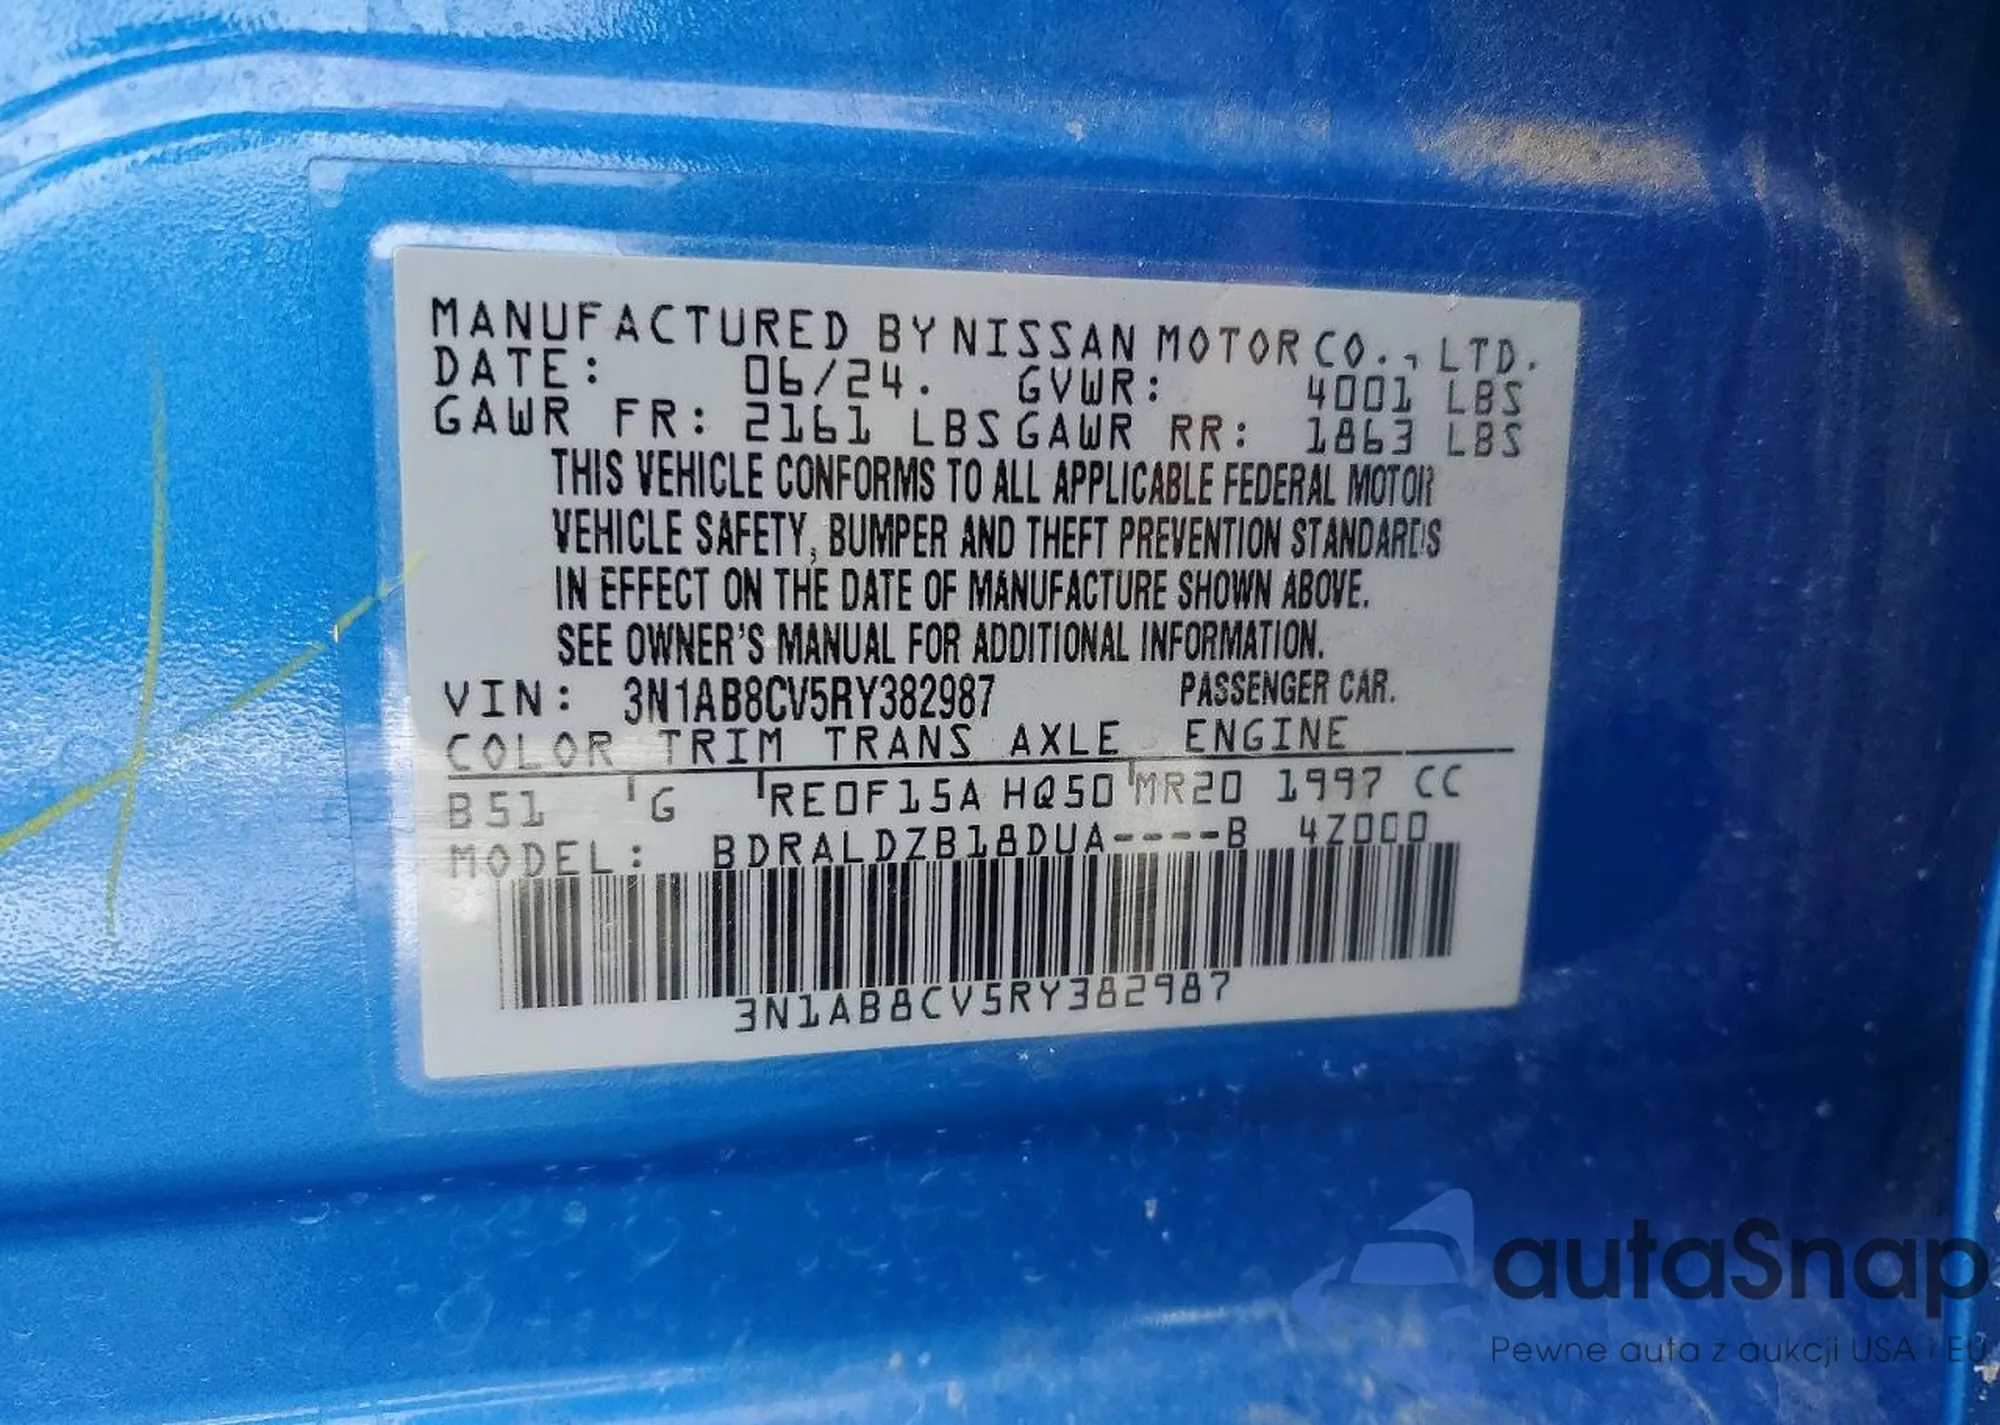 MANUFACTURED BY NISSAN MOTOR CO., LTD.
DATE: 06/24. GVWR: 4001 LBS
GAWR FR: 2161 LBS GAWR RR: 1863 LBS
THIS VEHICLE CONFORMS TO ALL APPLICABLE FEDERAL MOTOR
VEHICLE SAFETY, BUMPER AND THEFT PREVENTION STANDARDS
IN EFFECT ON THE DATE OF MANUFACTURE SHOWN ABOVE.
SEE OWNER'S MANUAL FOR ADDITIONAL INFORMATION.
VIN: 3N1AB8CV5RY382987 PASSENGER CAR.
COLOR TRIM TRANS AXLE ENGINE
B51 G RE0F15A HQ50 MR20 1997 CC
MODEL: BDRALDZB18DUA----B 4Z000
3N1AB8CV5RY382987
autaSnap
Pewne auta z aukcji USA i EU